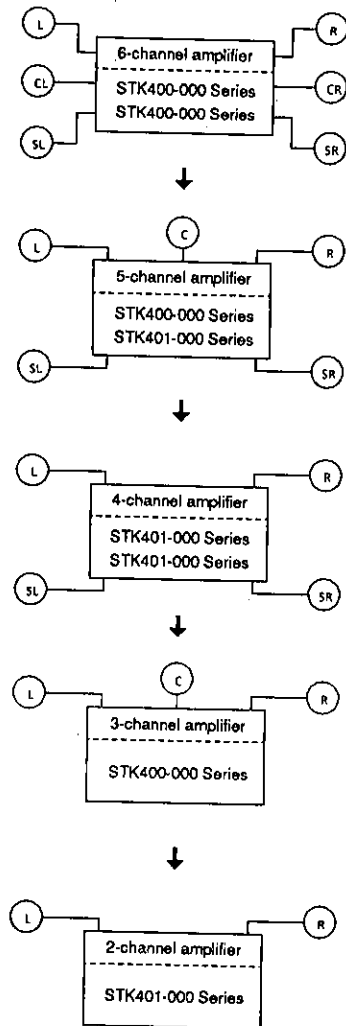 L
R
6-channel amplifier
CL
STK400-000 Series
CR
STK400-000 Series
SL
SR
C
L
R
5-channel amplifier
STK400-000 Series
STK401-000 Series
SL
SR
L
R
4-channel amplifier
STK401-000 Series
STK401-000 Series
SL
SR
C
L
R
3-channel amplifier
STK400-000 Series
L
R
2-channel amplifier
STK401-000 Series